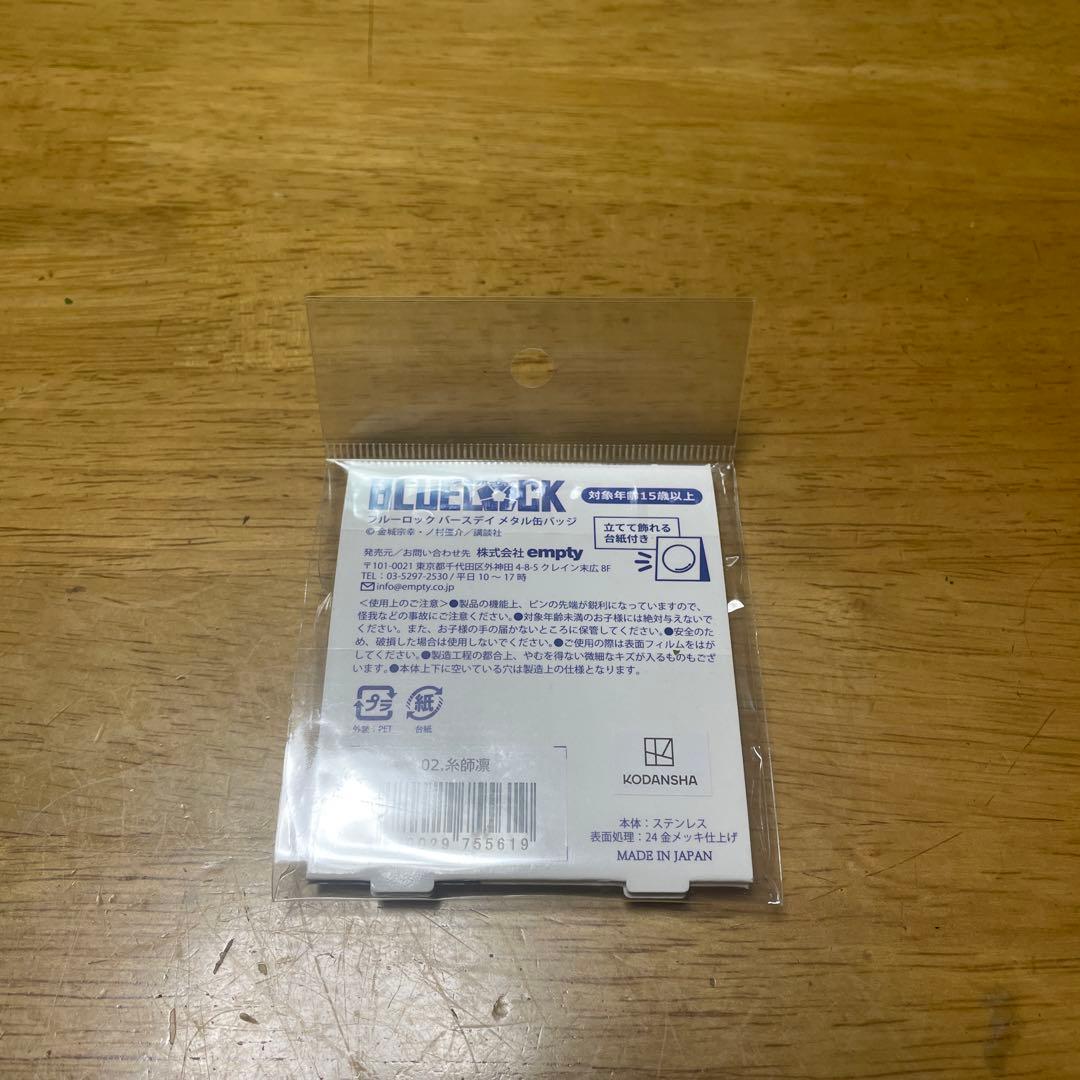 BLUELOCK
対象年齢15歳以上
ブルーロック バースデイ メタル缶バッジ
© 金城宗幸・ノ村優介／講談社
立てて飾れる
台紙付き
発売元／お問い合わせ先 株式会社empty
〒101-0021 東京都千代田区外神田 4-8-5 クレイン末広 8F
TEL：03-5297-2530 / 平日 10 ～ 17 時
info@empty.co.jp
＜使用上のご注意＞●製品の機能上、ピンの先端が鋭利になっていますので、
怪我などの事故にご注意ください。●対象年齢未満のお子様には絶対与えないで
ください。また、お子様の手の届かないところに保管してください。●安全のた
め、破損した場合は使用しないでください。●ご使用の際は表面フィルムをはが
してください。●製造工程の都合上、やむを得ない微細なキズが入るものもござ
います。●本体上下に空いている穴は製造上の仕様となります。
プラ
紙
外装：PET
台紙
02.糸師凛
755619
KODANSHA
本体：ステンレス
表面処理：24 金メッキ仕上げ
MADE IN JAPAN